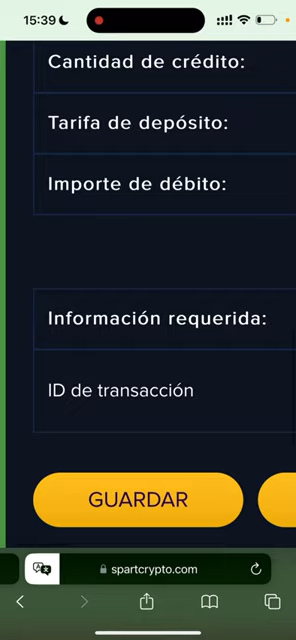 15:39
Cantidad de crédito:
Tarifa de depósito:
Importe de débito:
Información requerida:
ID de transacción
GUARDAR
spartcrypto.com